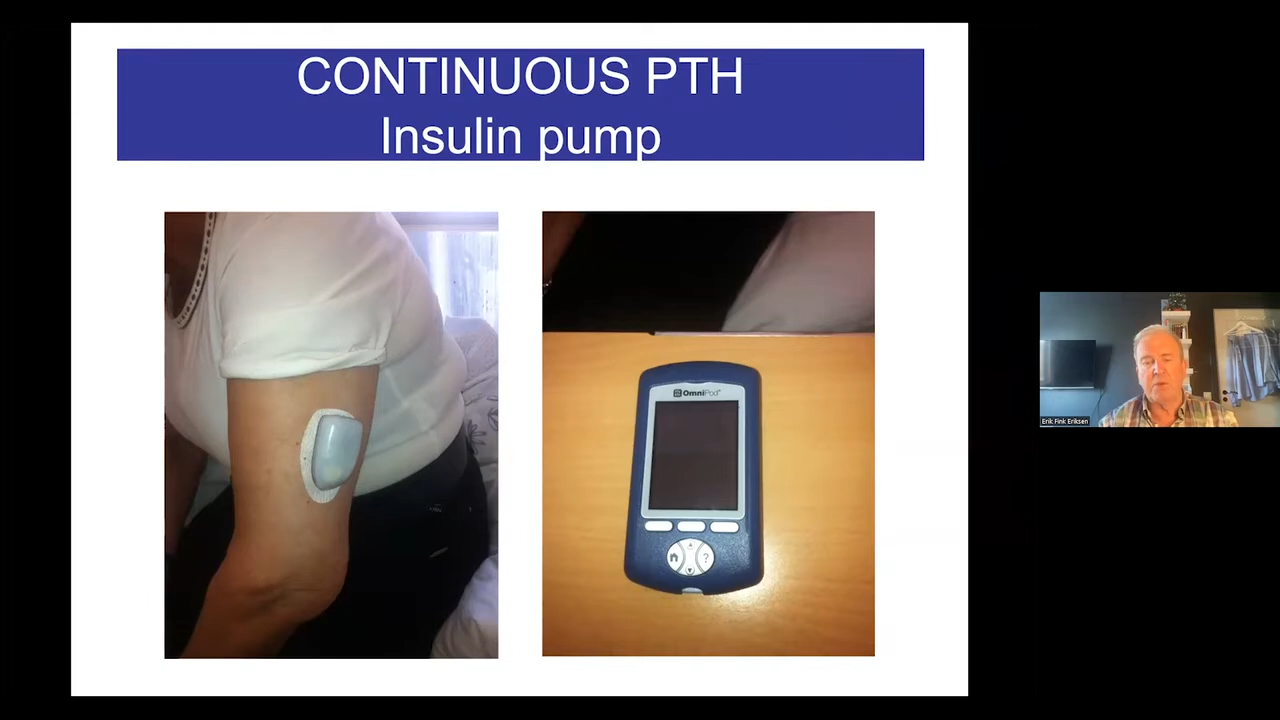 CONTINUOUS PTH
Insulin pump
OmniPod
?
Erik Fink Eriksen